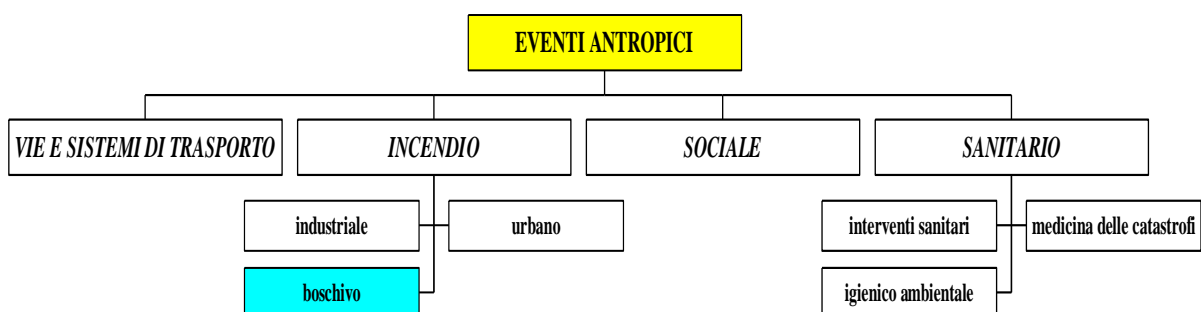 EVENTI ANTROPICI
VIE E SISTEMI DI TRASPORTO
INCENDIO
SOCIALE
SANITARIO
industriale
urbano
interventi sanitari
medicina delle catastrofi
boschivo
igienico ambientale